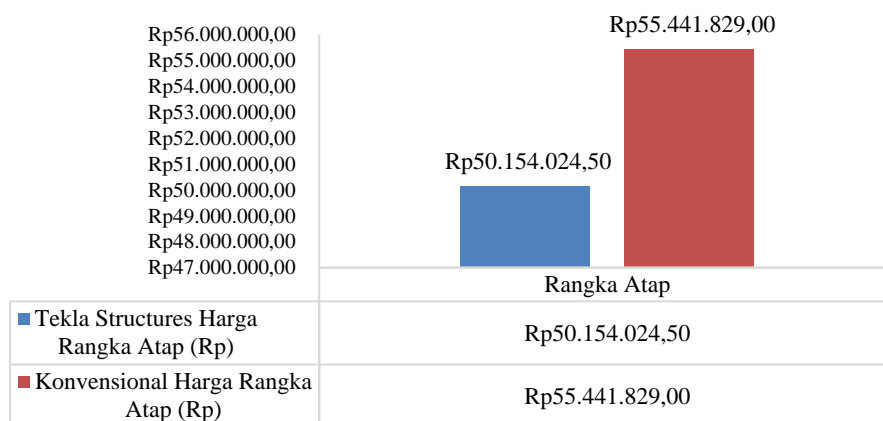 Rp56.000.000,00
Rp55.000.000,00
Rp54.000.000,00
Rp53.000.000,00
Rp52.000.000,00
Rp51.000.000,00
Rp50.000.000,00
Rp49.000.000,00
Rp48.000.000,00
Rp47.000.000,00
Rp55.441.829,00
Rp50.154.024,50
Rangka Atap
Tekla Structures Harga
Rangka Atap (Rp)
Rp50.154.024,50
Konvensional Harga Rangka
Atap (Rp)
Rp55.441.829,00